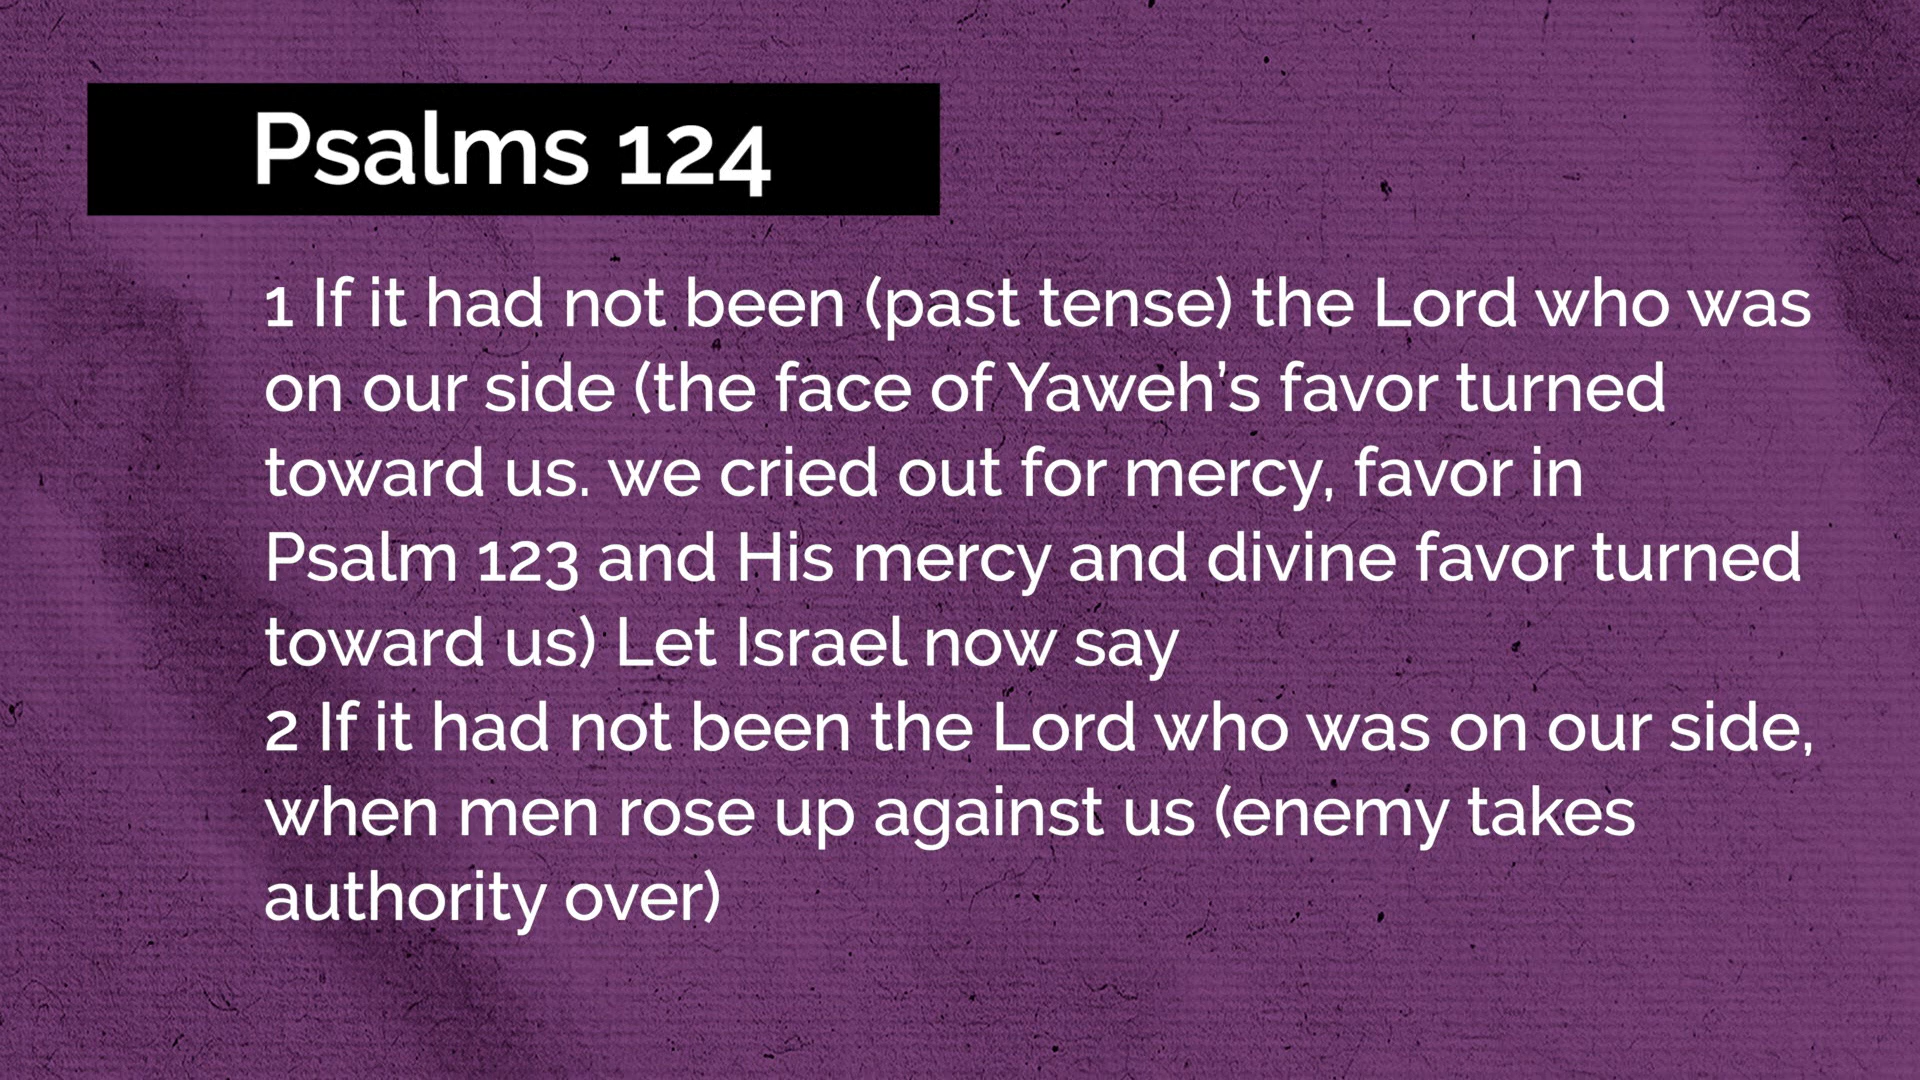 Psalms 124
1 If it had not been (past tense) the Lord who was
on our side (the face of Yaweh’s favor turned
toward us. we cried out for mercy, favor in
Psalm 123 and His mercy and divine favor turned
toward us) Let Israel now say
2 If it had not been the Lord who was on our side,
when men rose up against us (enemy takes
authority over)